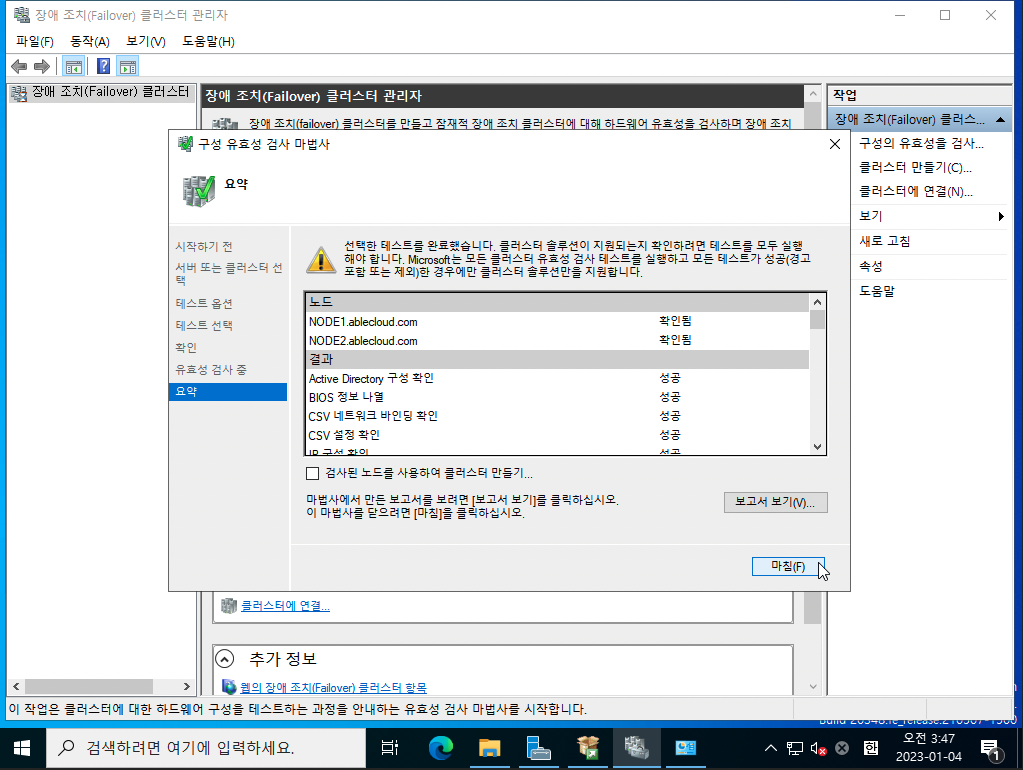 장애 조치(Failover) 클러스터 관리자
파일(F) 동작(A) 보기(V) 도움말(H)
장애 조치(Failover) 클러스터
장애 조치(Failover) 클러스터 관리자
장애 조치(failover) 클러스터를 만들고 잠재적 장애 조치 클러스터에 대해 하드웨어 유효성을 검사하며 장애 조치
작업
장애 조치(Failover) 클러스...
구성의 유효성을 검사...
클러스터 만들기(C)...
클러스터에 연결(N)...
보기
새로 고침
속성
도움말
구성 유효성 검사 마법사
요약
시작하기 전
서버 또는 클러스터 선
택
테스트 옵션
테스트 선택
확인
유효성 검사 중
요약
선택한 테스트를 완료했습니다. 클러스터 솔루션이 지원되는지 확인하려면 테스트를 모두 실행
해야 합니다. Microsoft는 모든 클러스터 유효성 검사 테스트를 실행하고 모든 테스트가 성공(경고
포함 또는 제외)한 경우에만 클러스터 솔루션만을 지원합니다.
노드
NODE1.ablecloud.com 확인됨
NODE2.ablecloud.com 확인됨
결과
Active Directory 구성 확인 성공
BIOS 정보 나열 성공
CSV 네트워크 바인딩 확인 성공
CSV 설정 확인 성공
IP 구성 확인 성공
검사된 노드를 사용하여 클러스터 만들기...
마법사에서 만든 보고서를 보려면 [보고서 보기]를 클릭하십시오.
이 마법사를 닫으려면 [마침]을 클릭하십시오.
보고서 보기(V)...
마침(F)
클러스터에 연결...
추가 정보
웹의 장애 조치(Failover) 클러스터 항목
이 작업은 클러스터에 대한 하드웨어 구성을 테스트하는 과정을 안내하는 유효성 검사 마법사를 시작합니다.
Build 20348.fe_release.210507-1500
검색하려면 여기에 입력하세요.
한
오전 3:47
2023-01-04
1